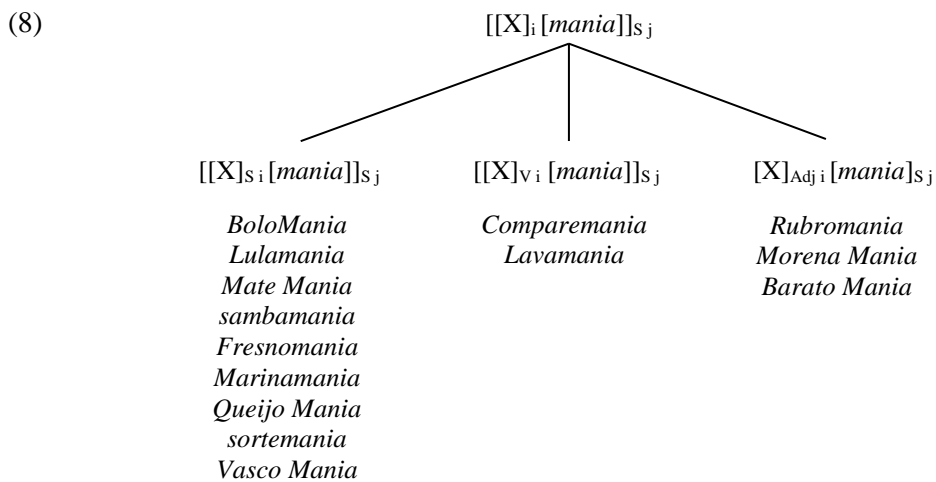 (8)
[[X]i [mania]]S j
[[X]S i [mania]]S j
[[X]V i [mania]]S j
[X]Adj i [mania]S j
BoloMania
Lulamania
Mate Mania
sambamania
Fresnomania
Marinamania
Queijo Mania
sortemania
Vasco Mania
Comparemania
Lavamania
Rubromania
Morena Mania
Barato Mania